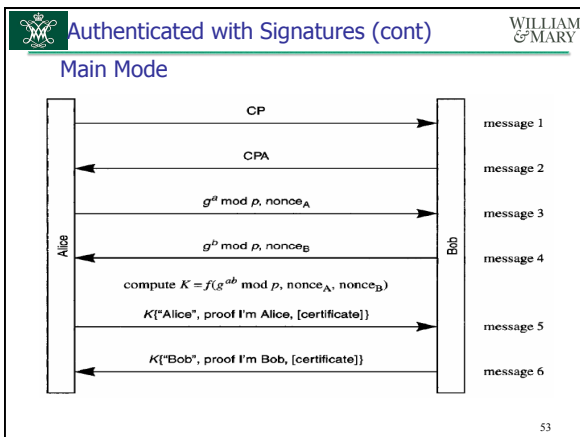 Authenticated with Signatures (cont)
WILLIAM
& MARY
Main Mode
CP
message 1
CPA
message 2
g^a mod p, nonce_A
message 3
g^b mod p, nonce_B
message 4
Alice
Bob
compute K = f(g^ab mod p, nonce_A, nonce_B)
K{"Alice", proof I'm Alice, [certificate]}
message 5
K{"Bob", proof I'm Bob, [certificate]}
message 6
53